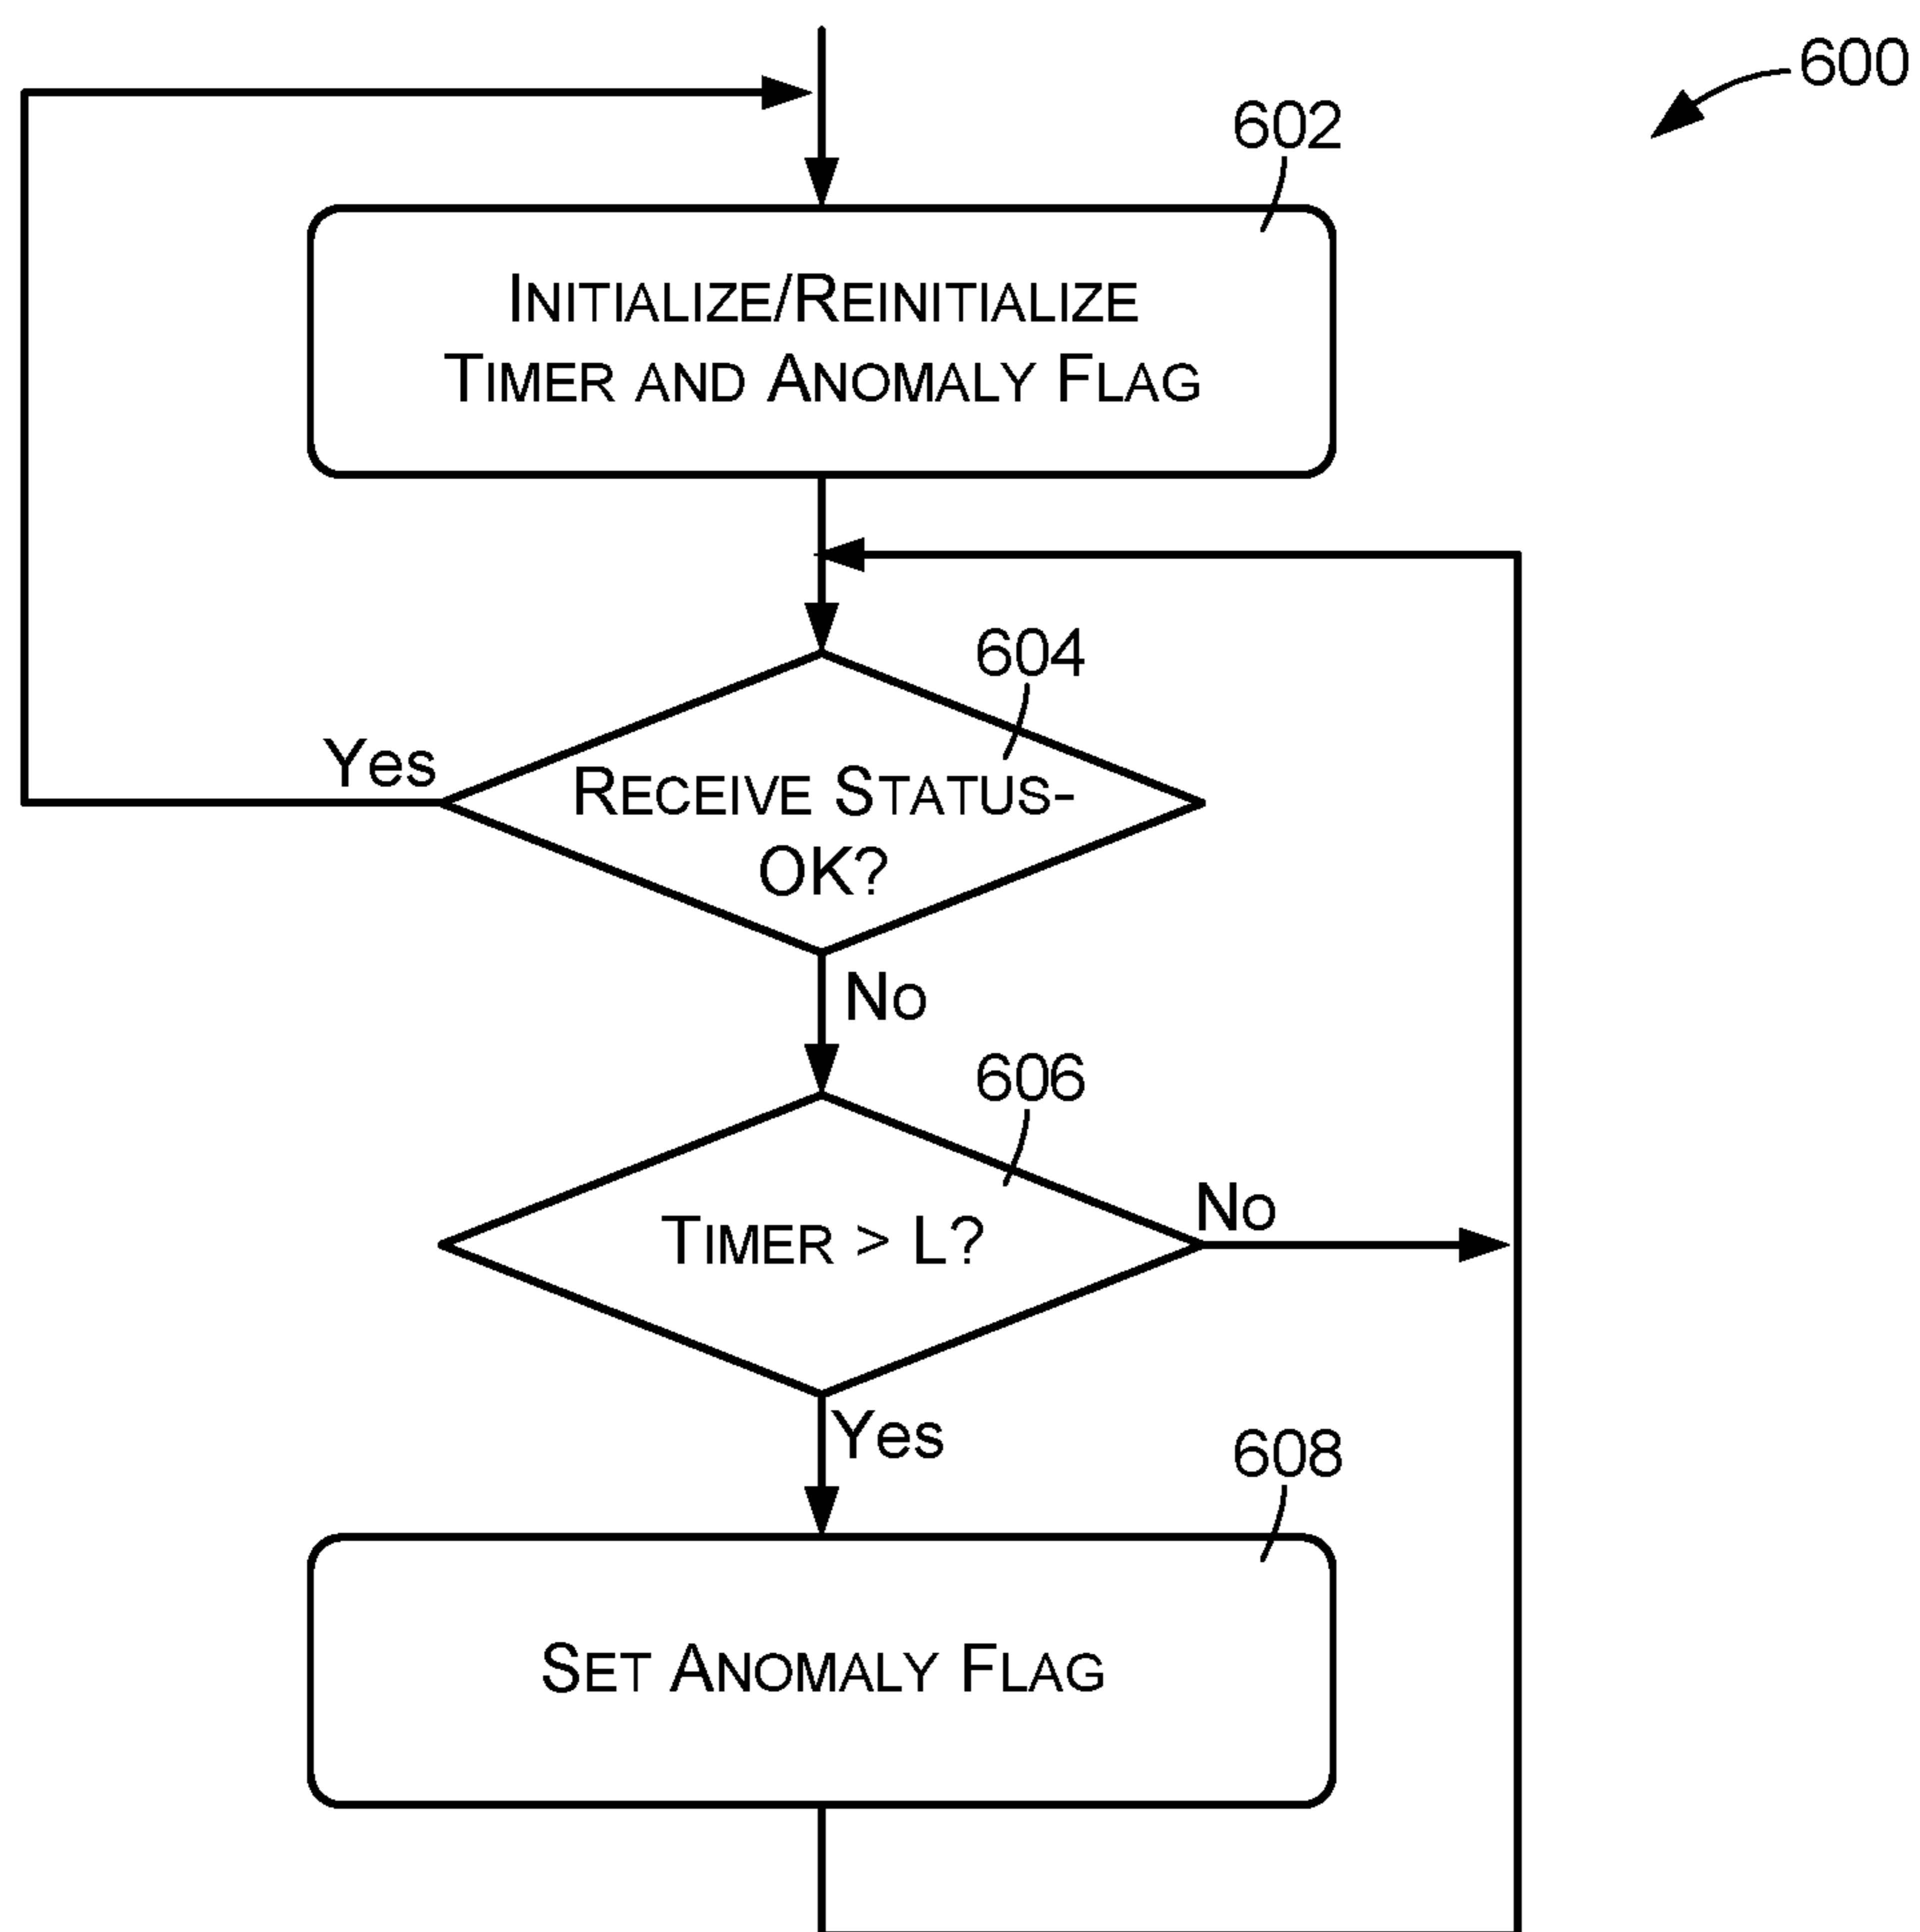 600
602
INITIALIZE/REINITIALIZE
TIMER AND ANOMALY FLAG
604
Yes
RECEIVE STATUS-
OK?
No
606
TIMER > L?
No
Yes
608
SET ANOMALY FLAG